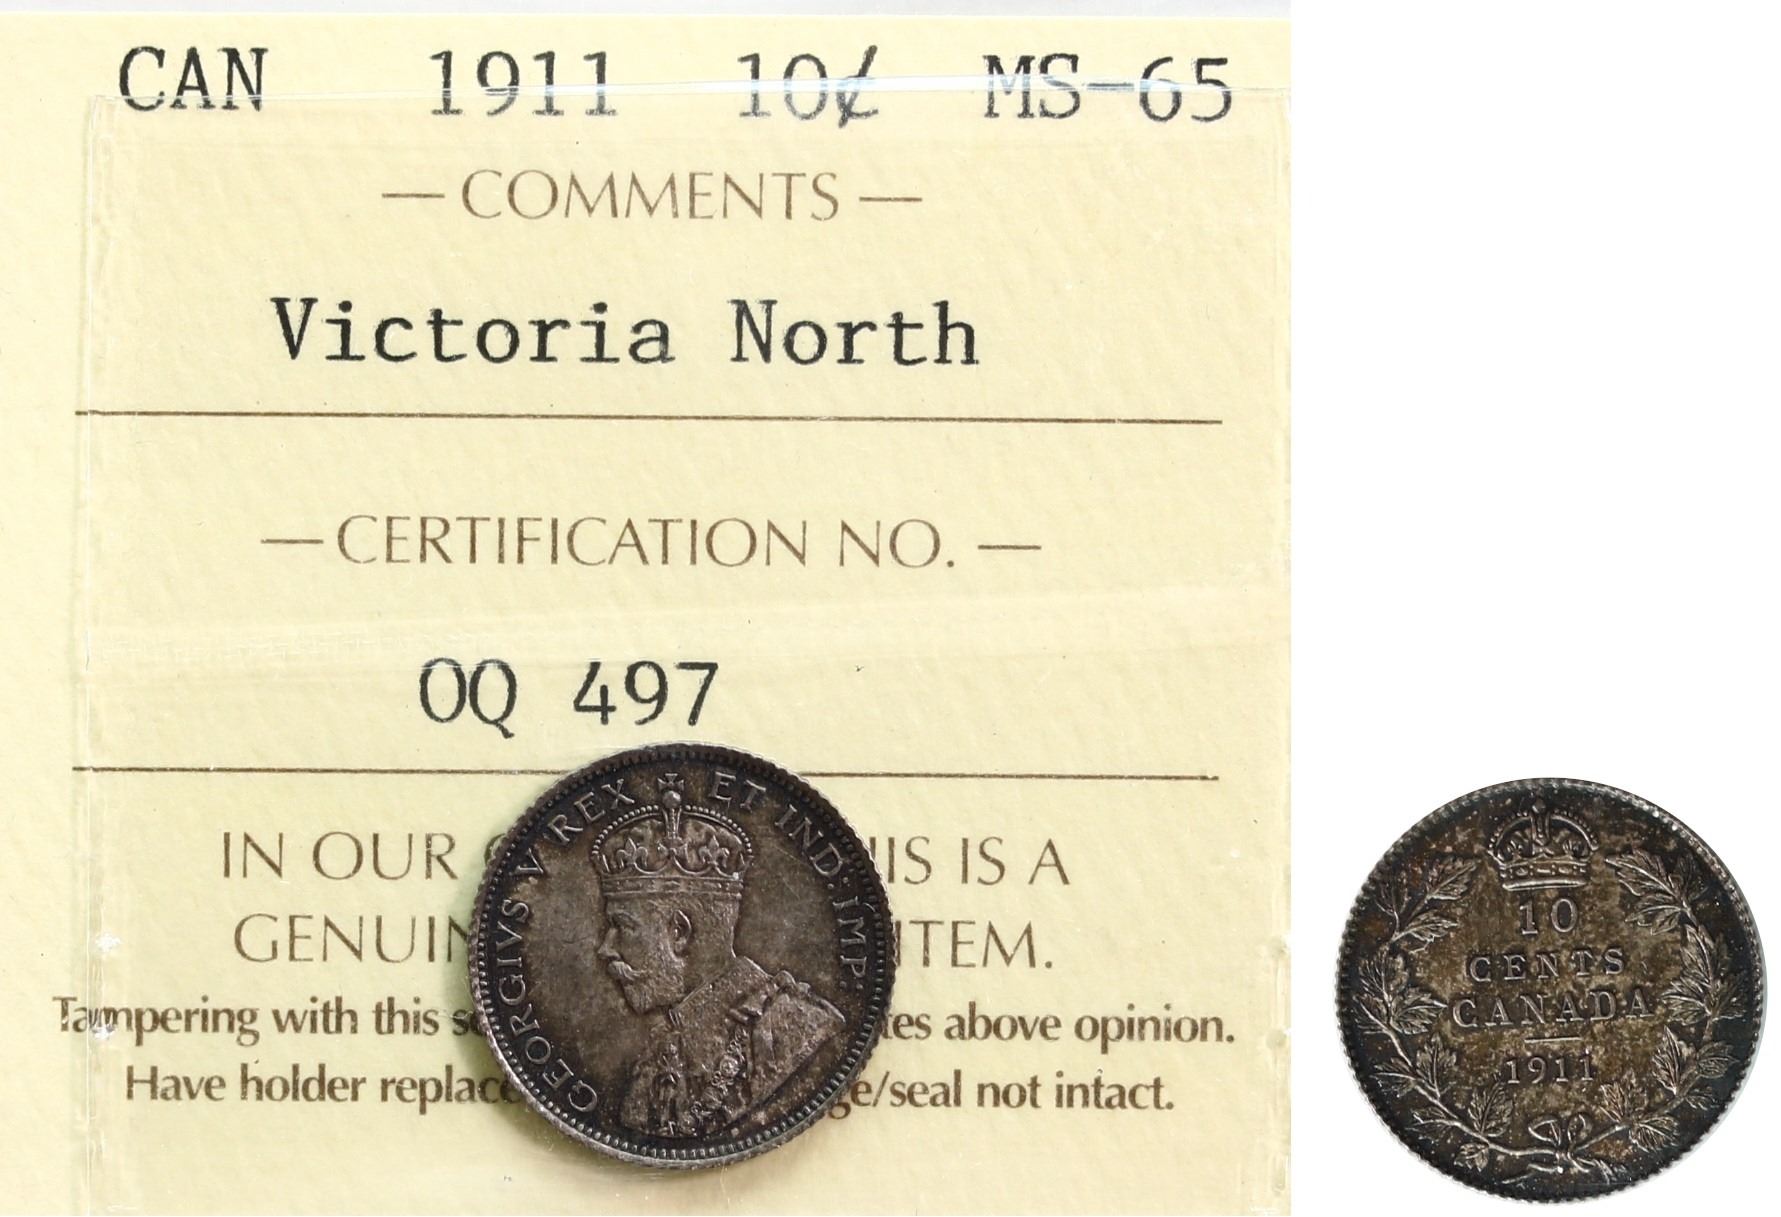 CAN 1911 10¢ MS-65
— COMMENTS —
Victoria North
— CERTIFICATION NO. —
OQ 497
IN OUR IS IS A
GENUIN ITEM.
Tampering with this se tes above opinion.
Have holder replace ge/seal not intact.
GEORGIVS V REX ET IND: IMP:
10
CENTS
CANADA
1911